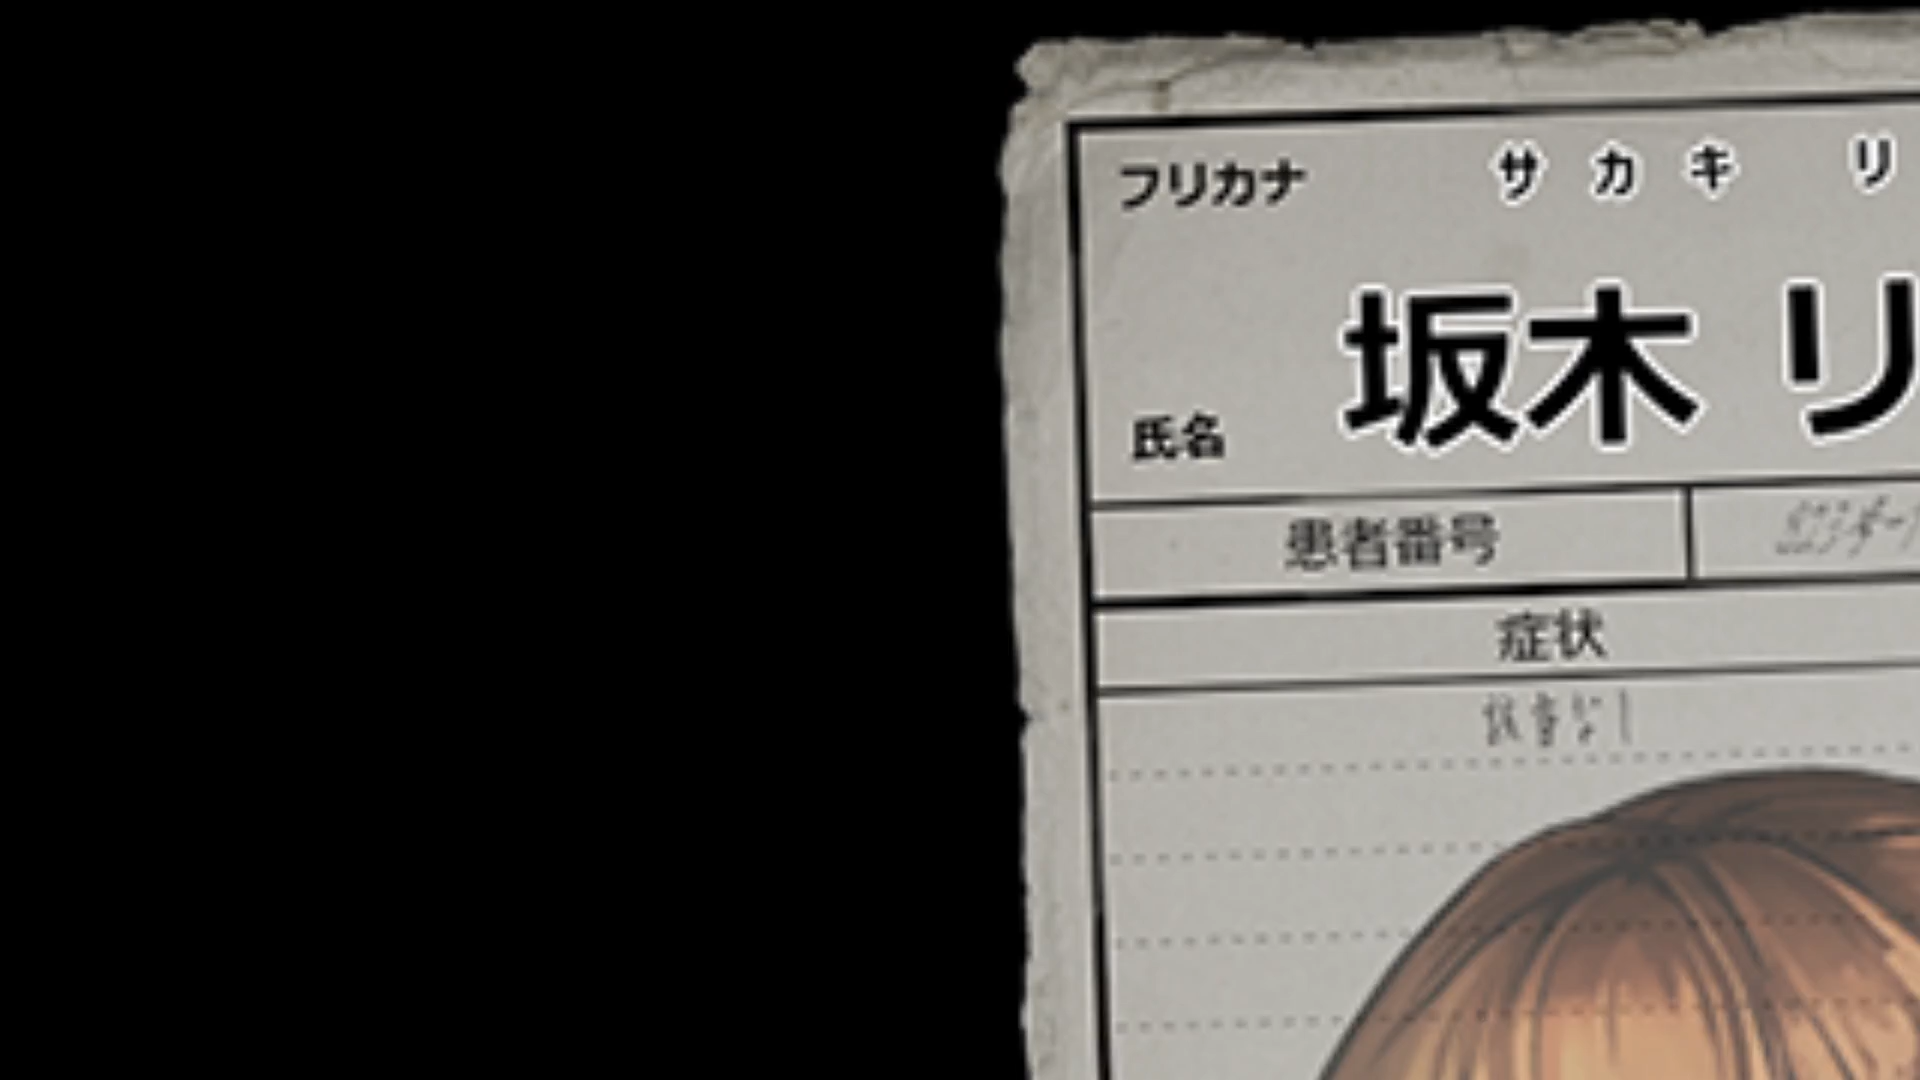 フリカナ サカキ リ
坂木 リ
氏名
患者番号
症状